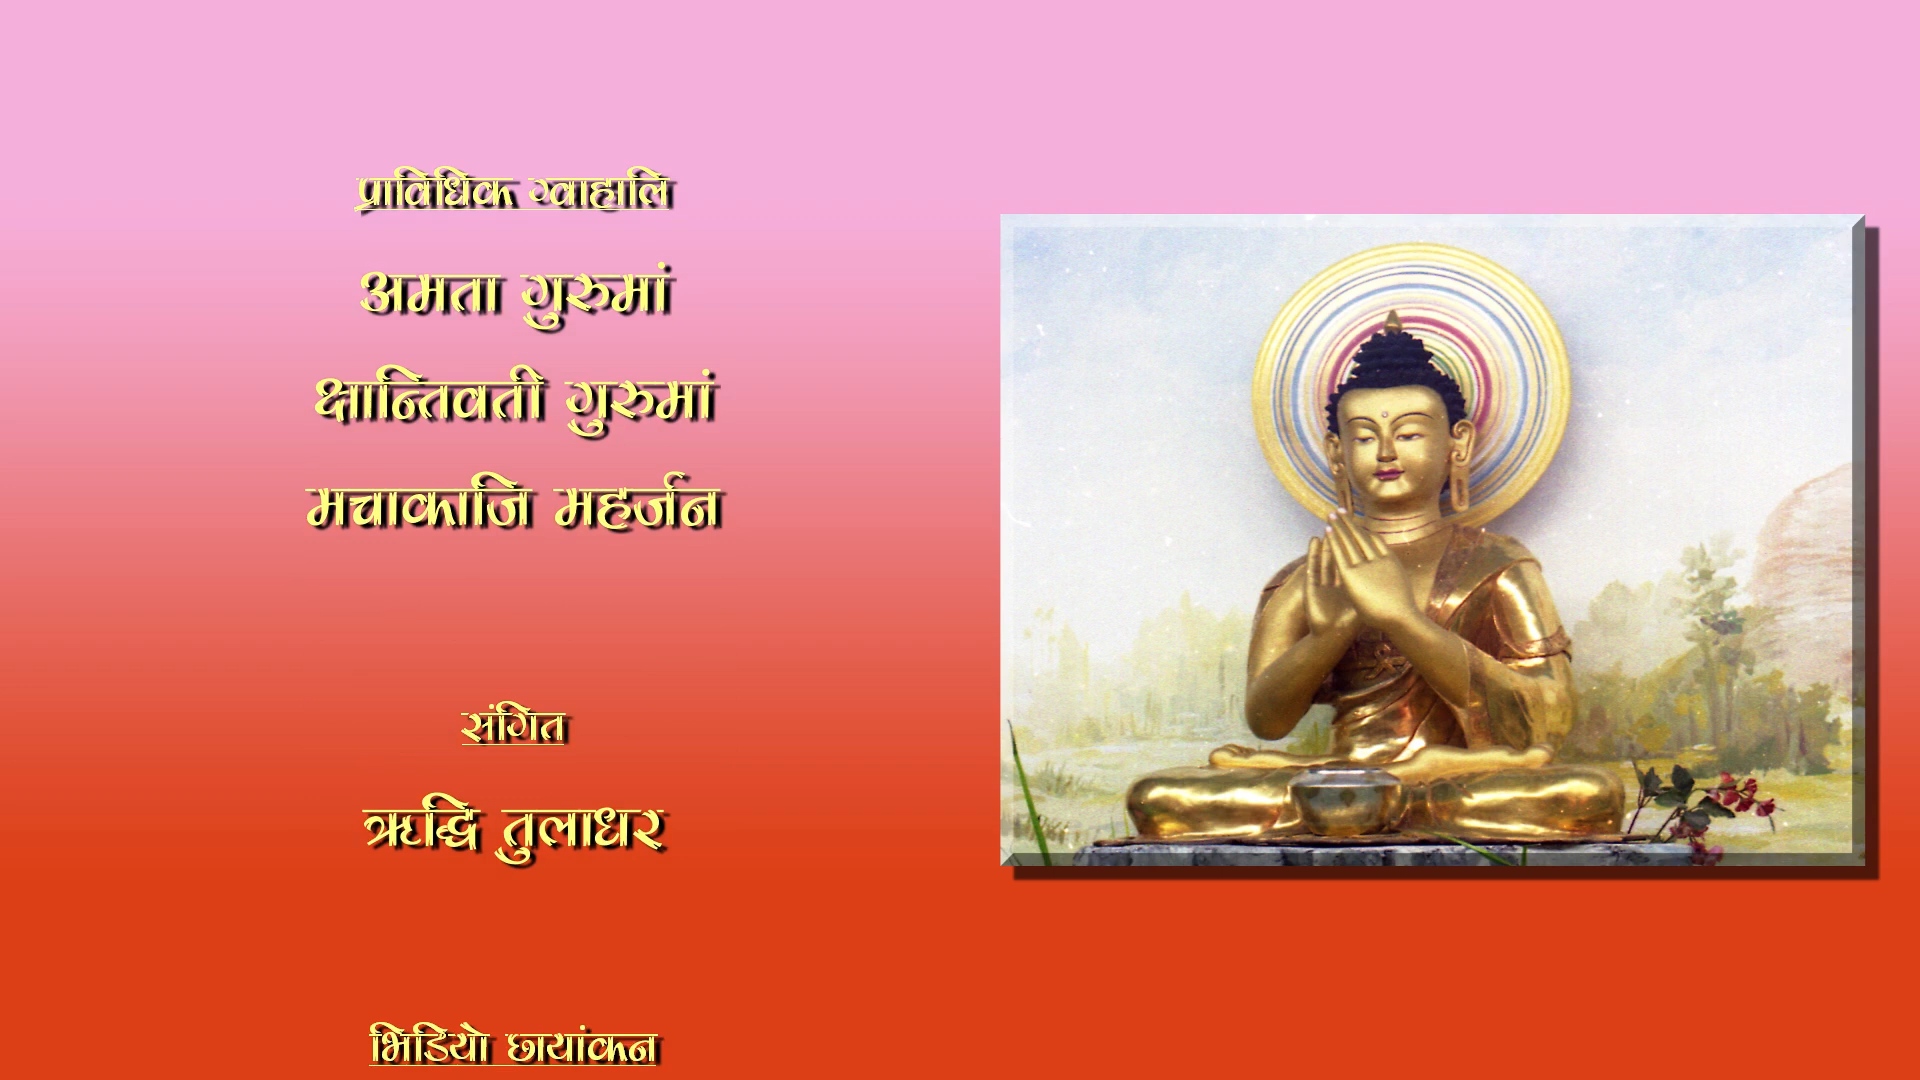 प्राविधिक ग्वाहालि
अमता गुरुमां
क्षान्तिवती गुरुमां
मचाकाजि महर्जन
संगित
ऋद्धि तुलाधर
भिडियो छायांकन